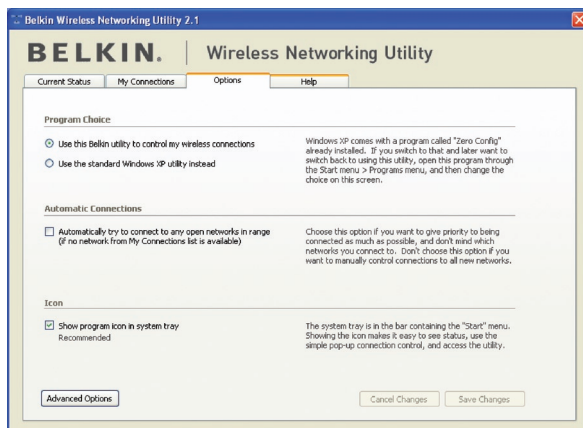 Belkin Wireless Networking Utility 2.1
BELKIN. Wireless Networking Utility
Current Status My Connections Options Help
Program Choice
Use this Belkin utility to control my wireless connections
Use the standard Windows XP utility instead
Windows XP comes with a program called "Zero Config"
already installed. If you switch to that and later want to
switch back to using this utility, open this program through
the Start menu > Programs menu, and then change the
choice on this screen.
Automatic Connections
Automatically try to connect to any open networks in range
(if no network from My Connections list is available)
Choose this option if you want to give priority to being
connected as much as possible, and don't mind which
networks you connect to. Don't choose this option if you
want to manually control connections to all new networks.
Icon
Show program icon in system tray
Recommended
The system tray is in the bar containing the "Start" menu.
Showing the icon makes it easy to see status, use the
simple pop-up connection control, and access the utility.
Advanced Options Cancel Changes Save Changes